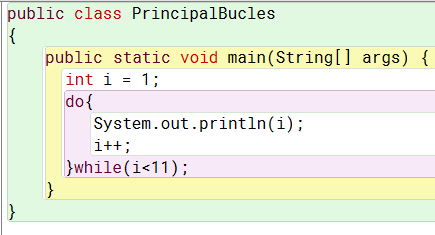 public class PrincipalBucles
{
    public static void main(String[] args) {
        int i = 1;
        do{
            System.out.println(i);
            i++;
        }while(i<11);
    }
}